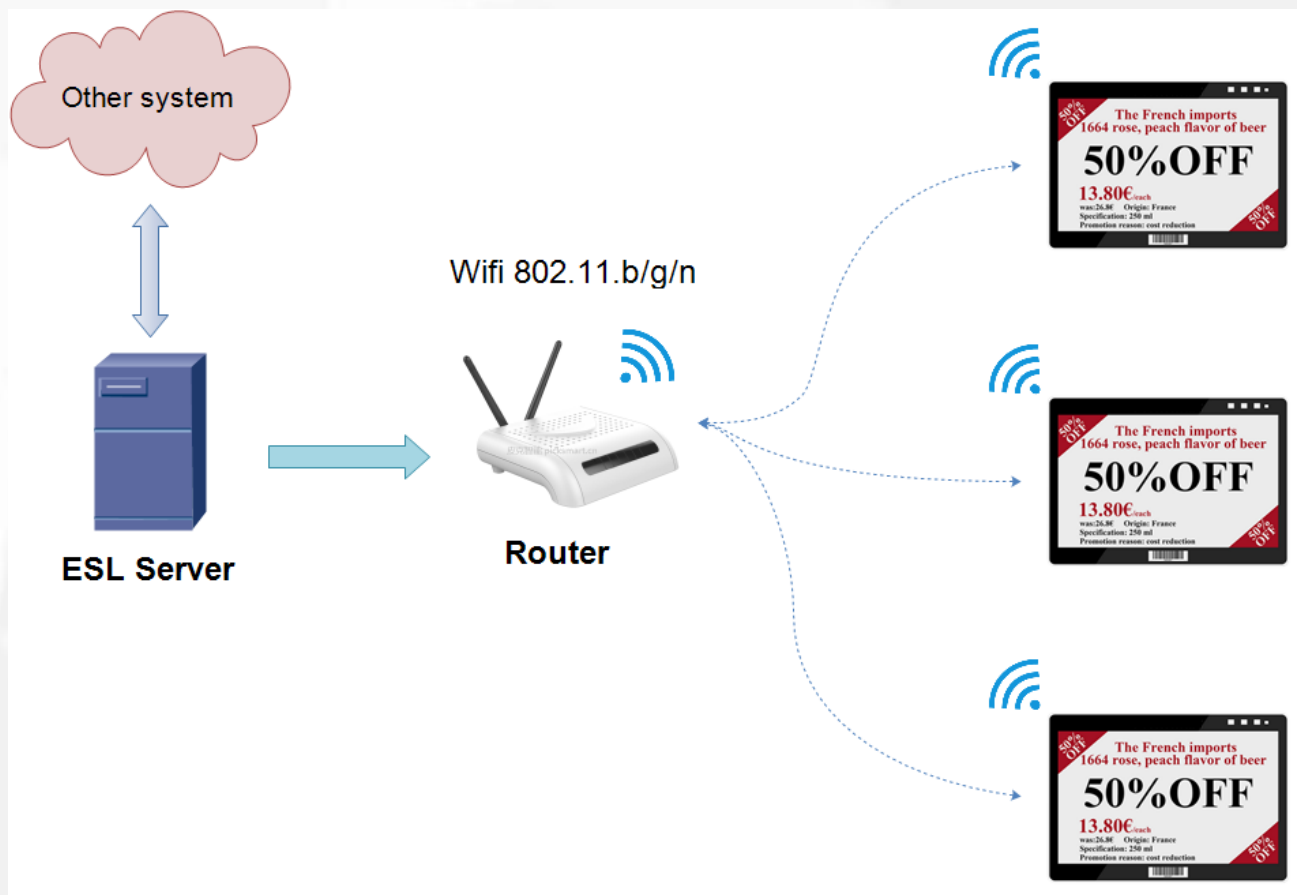 Other system
Wifi 802.11.b/g/n
ESL Server
Router
50%
OFF
The French imports
1664 rose, peach flavor of beer
50%OFF
13.80€/each
was:26.8€ Origin: France
Specification: 250 ml
Promotion reason: cost reduction
50%
OFF
50%
OFF
The French imports
1664 rose, peach flavor of beer
50%OFF
13.80€/each
was:26.8€ Origin: France
Specification: 250 ml
Promotion reason: cost reduction
50%
OFF
50%
OFF
The French imports
1664 rose, peach flavor of beer
50%OFF
13.80€/each
was:26.8€ Origin: France
Specification: 250 ml
Promotion reason: cost reduction
50%
OFF